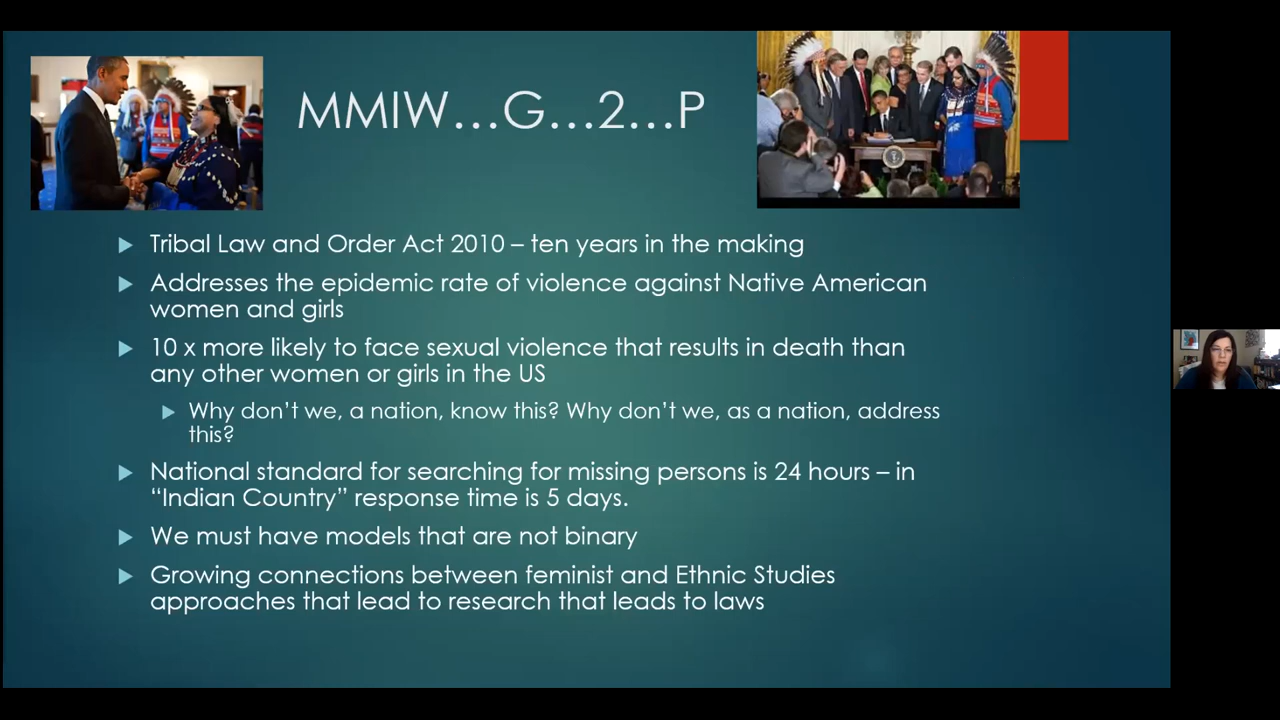 MMIW...G...2...P
Tribal Law and Order Act 2010 – ten years in the making
Addresses the epidemic rate of violence against Native American
women and girls
10 x more likely to face sexual violence that results in death than
any other women or girls in the US
Why don't we, a nation, know this? Why don't we, as a nation, address
this?
National standard for searching for missing persons is 24 hours – in
“Indian Country” response time is 5 days.
We must have models that are not binary
Growing connections between feminist and Ethnic Studies
approaches that lead to research that leads to laws